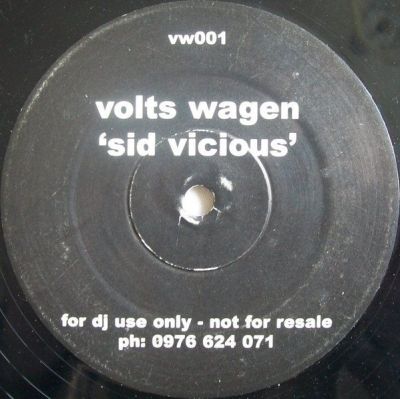 vw001
volts wagen
‘sid vicious’
for dj use only - not for resale
ph: 0976 624 071